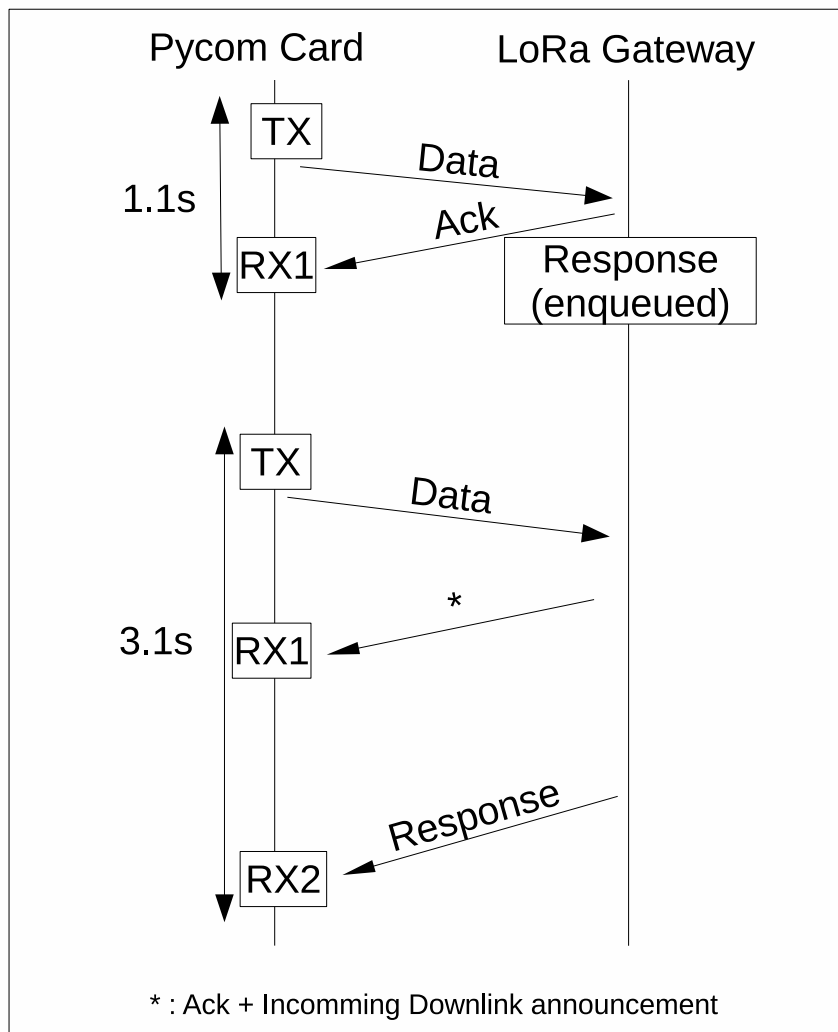 Pycom Card
LoRa Gateway
TX
Data
1.1s
Ack
RX1
Response
(enqueued)
TX
Data
*
3.1s
RX1
Response
RX2
* : Ack + Incomming Downlink announcement